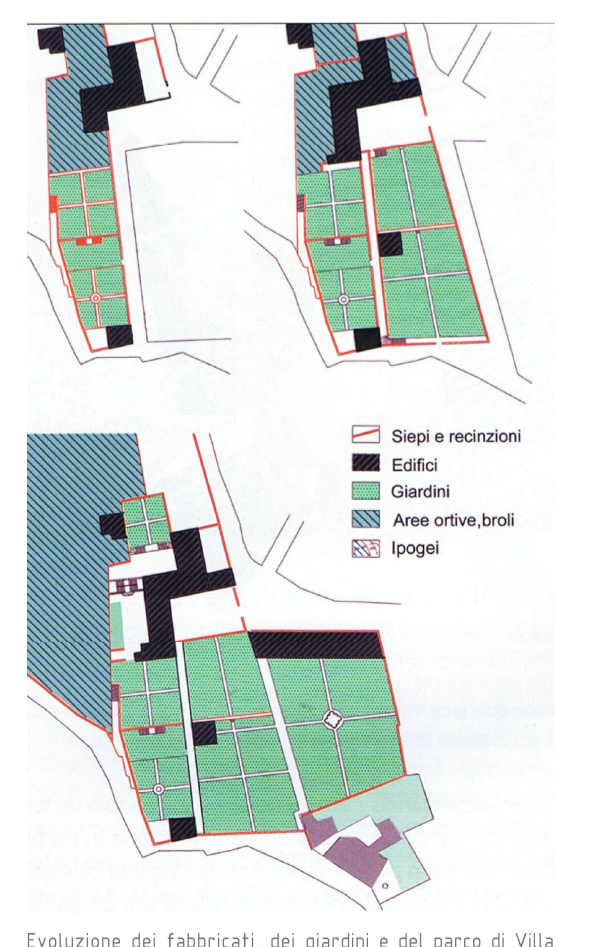 Siepi e recinzioni
Edifici
Giardini
Aree ortive,broli
Ipogei
Evoluzione dei fabbricati, dei giardini e del parco di Villa